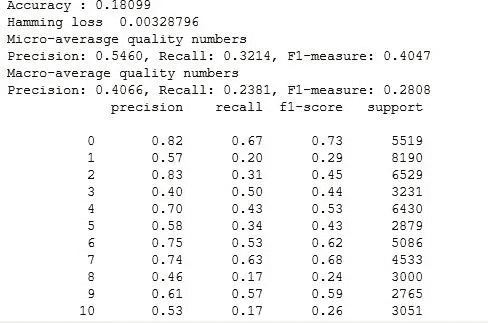 Accuracy : 0.18099
Hamming loss 0.00328796
Micro-averasge quality numbers
Precision: 0.5460, Recall: 0.3214, F1-measure: 0.4047
Macro-average quality numbers
Precision: 0.4066, Recall: 0.2381, F1-measure: 0.2808
precision recall f1-score support
0 0.82 0.67 0.73 5519
1 0.57 0.20 0.29 8190
2 0.83 0.31 0.45 6529
3 0.40 0.50 0.44 3231
4 0.70 0.43 0.53 6430
5 0.58 0.34 0.43 2879
6 0.75 0.53 0.62 5086
7 0.74 0.63 0.68 4533
8 0.46 0.17 0.24 3000
9 0.61 0.57 0.59 2765
10 0.53 0.17 0.26 3051